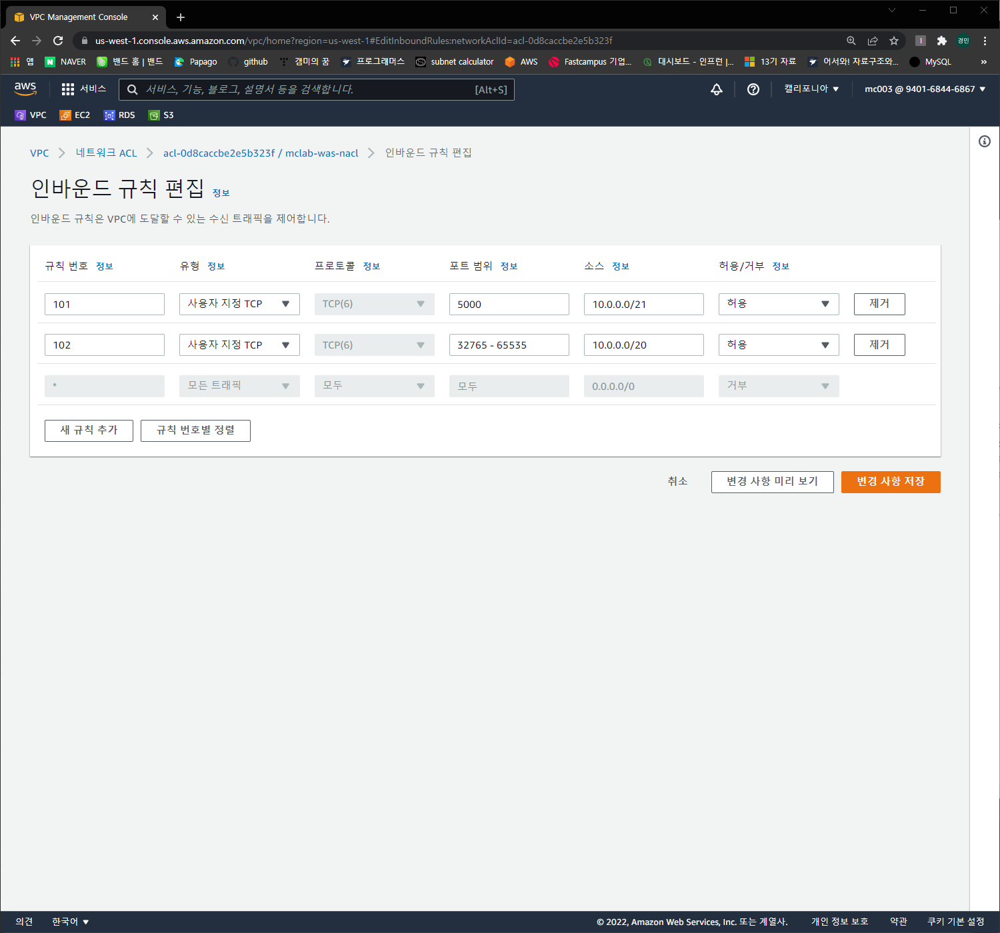 VPC Management Console
us-west-1.console.aws.amazon.com/vpc/home?region=us-west-1#EditInboundRules:networkAclId=acl-0d8caccbe2e5b323f
경민
앱 NAVER 밴드 홈 | 밴드 Papago github 캠미의 꿈 프로그래머스 subnet calculator AWS Fastcampus 기업... 대시보드 - 인프런 |... 13기 자료 어서와! 자료구조와... MySQL »
aws 서비스 서비스, 기능, 블로그, 설명서 등을 검색합니다. [Alt+S] 캘리포니아 mc003 @ 9401-6844-6867
VPC EC2 RDS S3
VPC 네트워크 ACL acl-0d8caccbe2e5b323f / mclab-was-nacl 인바운드 규칙 편집
인바운드 규칙 편집 정보
인바운드 규칙은 VPC에 도달할 수 있는 수신 트래픽을 제어합니다.
규칙 번호 정보 유형 정보 프로토콜 정보 포트 범위 정보 소스 정보 허용/거부 정보
101 사용자 지정 TCP TCP(6) 5000 10.0.0.0/21 허용 제거
102 사용자 지정 TCP TCP(6) 32765 - 65535 10.0.0.0/20 허용 제거
* 모든 트래픽 모두 모두 0.0.0.0/0 거부
새 규칙 추가 규칙 번호별 정렬
취소 변경 사항 미리 보기 변경 사항 저장
의견 한국어 © 2022, Amazon Web Services, Inc. 또는 계열사. 개인 정보 보호 약관 쿠키 기본 설정